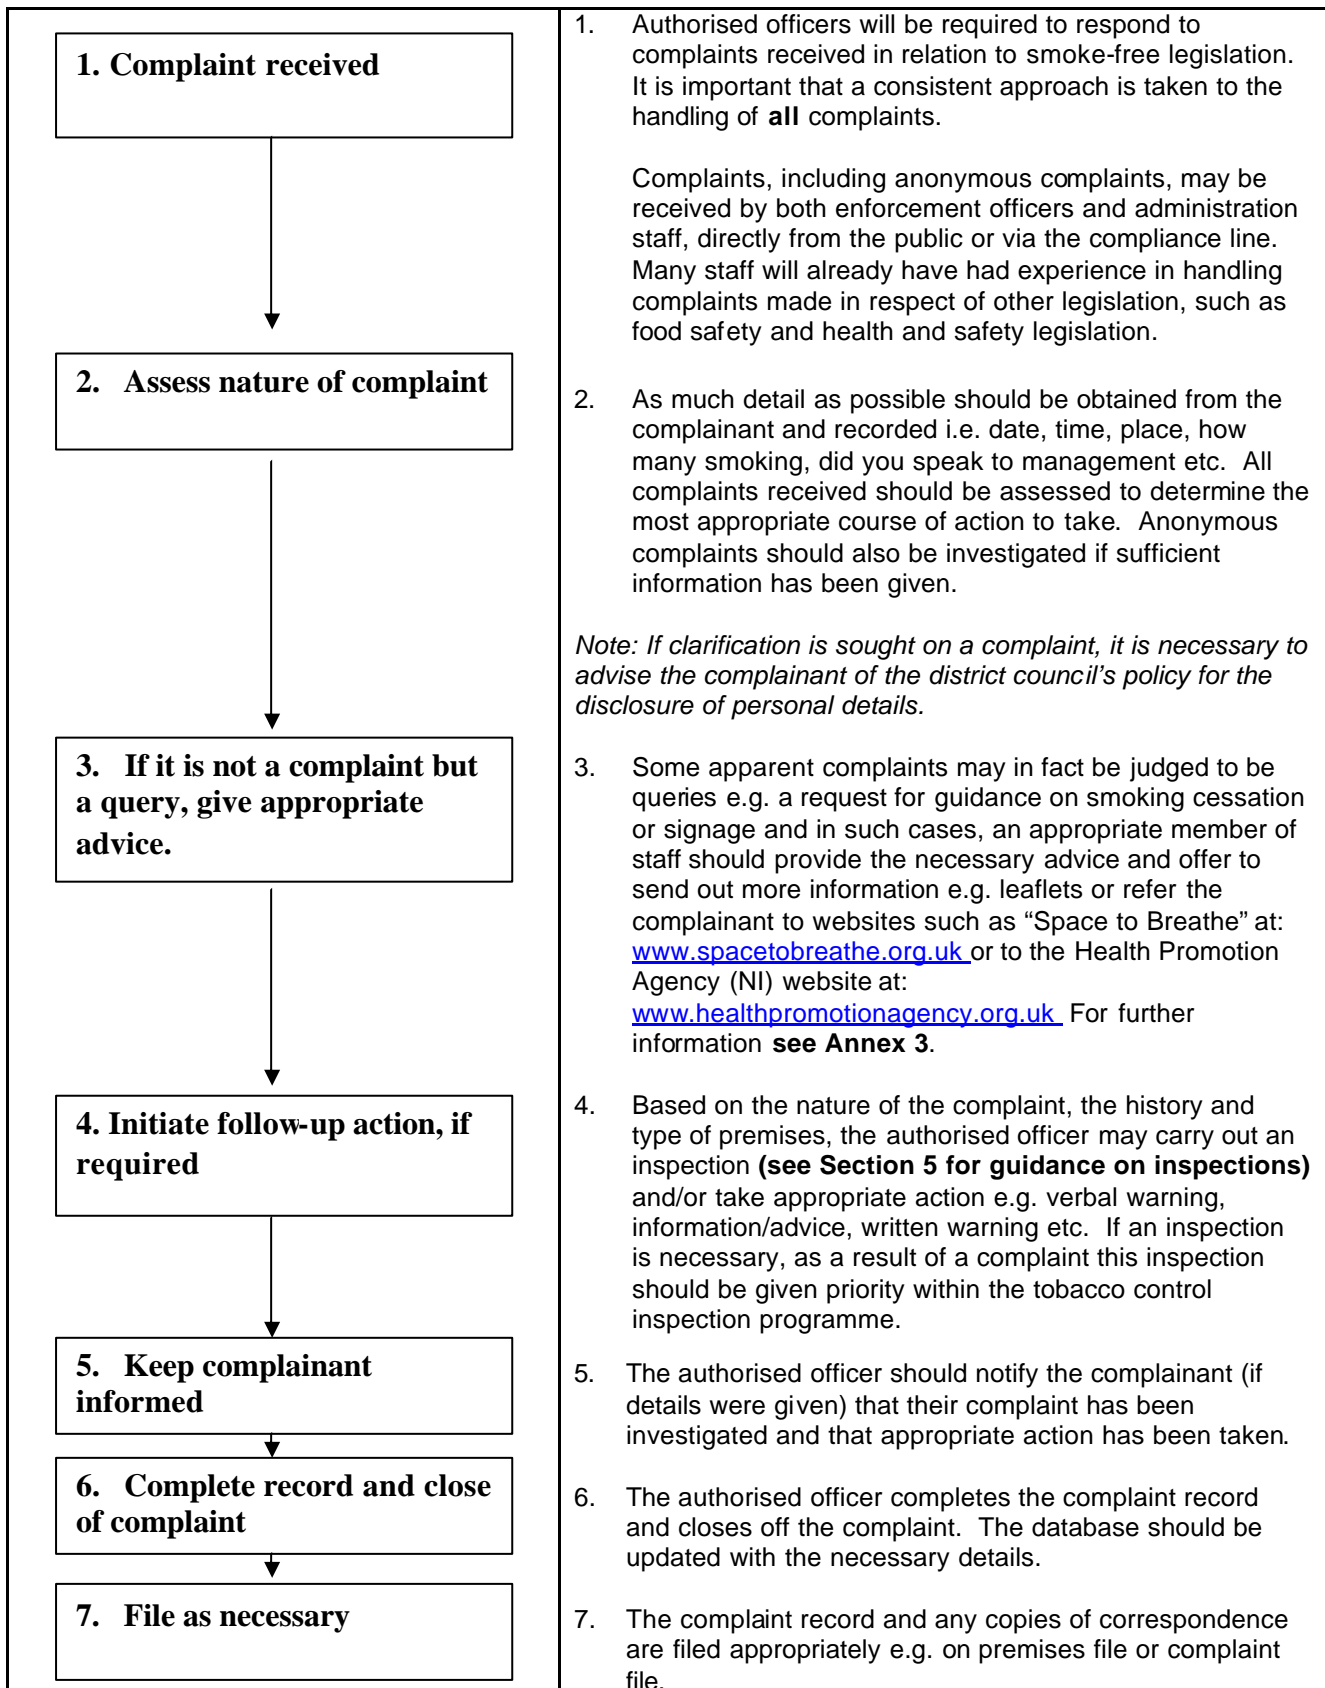 1. Complaint received
2. Assess nature of complaint
3. If it is not a complaint but
a query, give appropriate
advice.
4. Initiate follow-up action, if
required
5. Keep complainant
informed
6. Complete record and close
of complaint
7. File as necessary
1. Authorised officers will be required to respond to
complaints received in relation to smoke-free legislation.
It is important that a consistent approach is taken to the
handling of all complaints.
Complaints, including anonymous complaints, may be
received by both enforcement officers and administration
staff, directly from the public or via the compliance line.
Many staff will already have had experience in handling
complaints made in respect of other legislation, such as
food safety and health and safety legislation.
2. As much detail as possible should be obtained from the
complainant and recorded i.e. date, time, place, how
many smoking, did you speak to management etc. All
complaints received should be assessed to determine the
most appropriate course of action to take. Anonymous
complaints should also be investigated if sufficient
information has been given.
Note: If clarification is sought on a complaint, it is necessary to
advise the complainant of the district council's policy for the
disclosure of personal details.
3. Some apparent complaints may in fact be judged to be
queries e.g. a request for guidance on smoking cessation
or signage and in such cases, an appropriate member of
staff should provide the necessary advice and offer to
send out more information e.g. leaflets or refer the
complainant to websites such as “Space to Breathe” at:
www.spacetobreathe.org.uk or to the Health Promotion
Agency (NI) website at:
www.healthpromotionagency.org.uk For further
information see Annex 3.
4. Based on the nature of the complaint, the history and
type of premises, the authorised officer may carry out an
inspection (see Section 5 for guidance on inspections)
and/or take appropriate action e.g. verbal warning,
information/advice, written warning etc. If an inspection
is necessary, as a result of a complaint this inspection
should be given priority within the tobacco control
inspection programme.
5. The authorised officer should notify the complainant (if
details were given) that their complaint has been
investigated and that appropriate action has been taken.
6. The authorised officer completes the complaint record
and closes off the complaint. The database should be
updated with the necessary details.
7. The complaint record and any copies of correspondence
are filed appropriately e.g. on premises file or complaint
file.